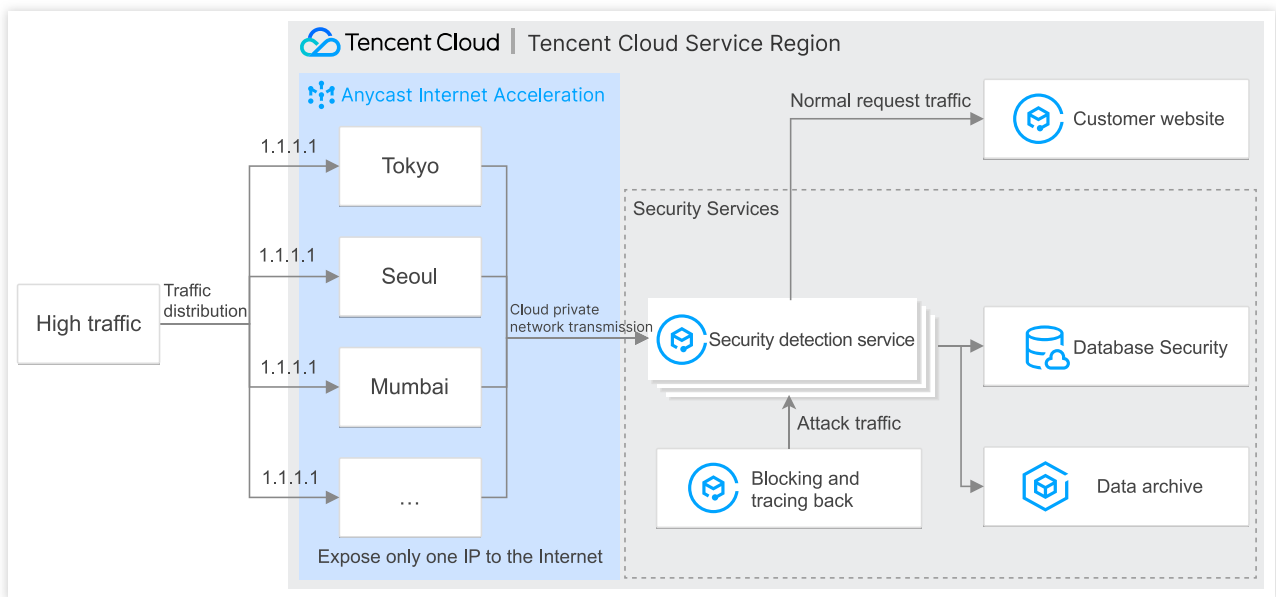 Tencent Cloud | Tencent Cloud Service Region
Anycast Internet Acceleration
1.1.1.1
Tokyo
1.1.1.1
Seoul
High traffic
Traffic
distribution
1.1.1.1
Mumbai
1.1.1.1
...
Expose only one IP to the Internet
Cloud private
network transmission
Normal request traffic
Customer website
Security Services
Security detection service
Database Security
Attack traffic
Blocking and
tracing back
Data archive